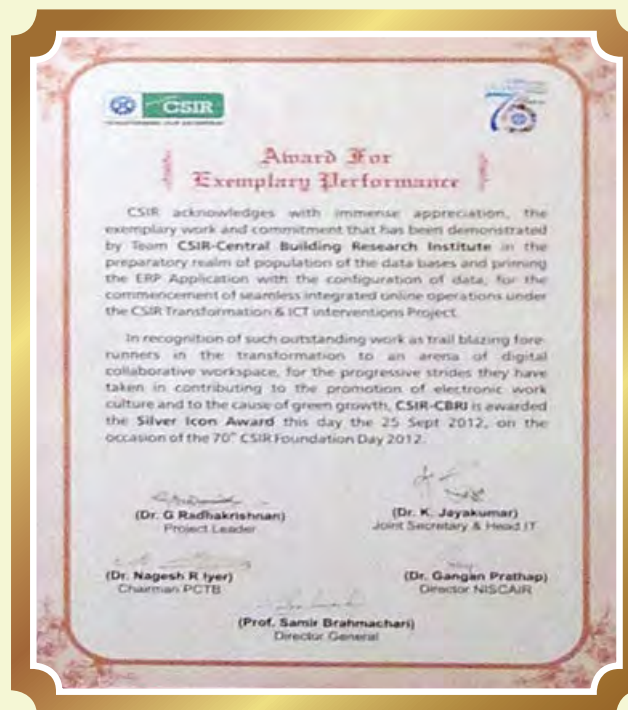 CSIR
75
Award For
Exemplary Performance
CSIR acknowledges with immense appreciation, the
exemplary work and commitment that has been demonstrated
by Team CSIR-Central Building Research Institute in the
preparatory realm of population of the data bases and priming
the ERP Application with the configuration of data, for the
commencement of seamless integrated online operations under
the CSIR Transformation & ICT interventions Project.
In recognition of such outstanding work as trail blazing fore-
runners in the transformation to an arena of digital
collaborative workspace, for the progressive strides they have
taken in contributing to the promotion of electronic work
culture and to the cause of green growth, CSIR-CBRI is awarded
the Silver Icon Award this day the 25 Sept 2012, on the
occasion of the 70th CSIR Foundation Day 2012.
(Dr. G Radhakrishnan)
Project Leader
(Dr. K. Jayakumar)
Joint Secretary & Head IT
(Dr. Nagesh R Iyer)
Chairman PCTB
(Dr. Gangan Prathap)
Director NISCAIR
(Prof. Samir Brahmachari)
Director General